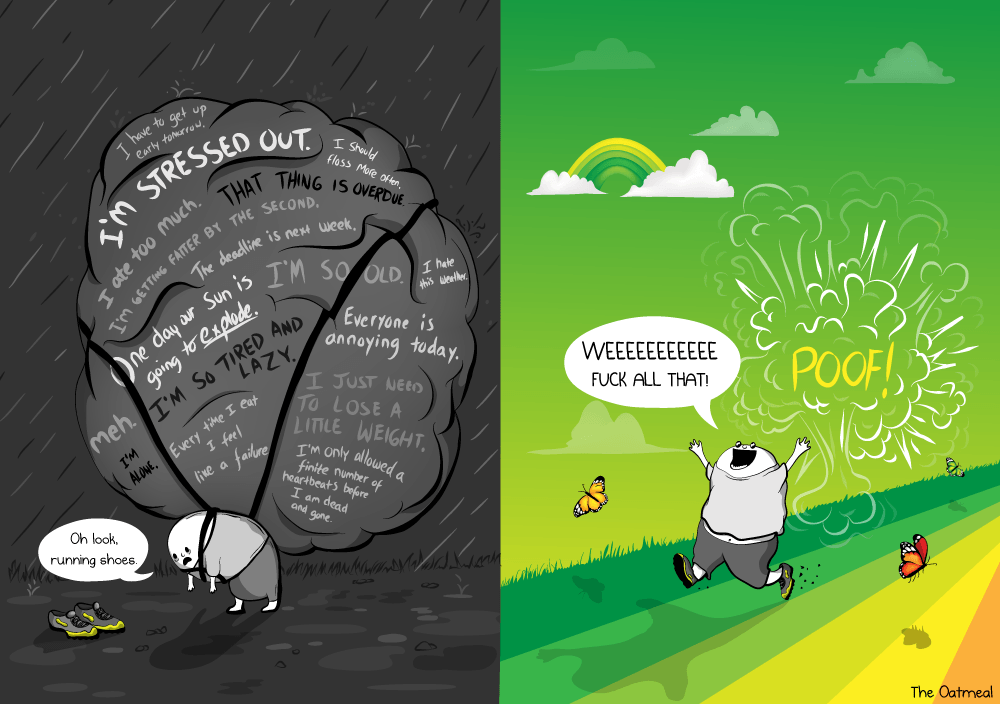 I have to get up
early tomorrow.
I'M STRESSED OUT.
I should
floss more often.
THAT THING IS OVERDUE.
I ate too much.
I'M GETTING FATTER BY THE SECOND.
The deadline is next week.
I'M SO OLD.
I hate
this weather.
One day our Sun is
going to explode.
I'M SO TIRED AND
LAZY.
Everyone is
annoying today.
I JUST NEED
TO LOSE A
LITTLE WEIGHT.
meh.
I'M
ALONE.
Every time I eat
I feel
like a failure
I'm only allowed a
finite number of
heartbeats before
I am dead
and gone.
Oh look,
running shoes.
WEEEEEEEEEEE
FUCK ALL THAT!
POOF!
The Oatmeal